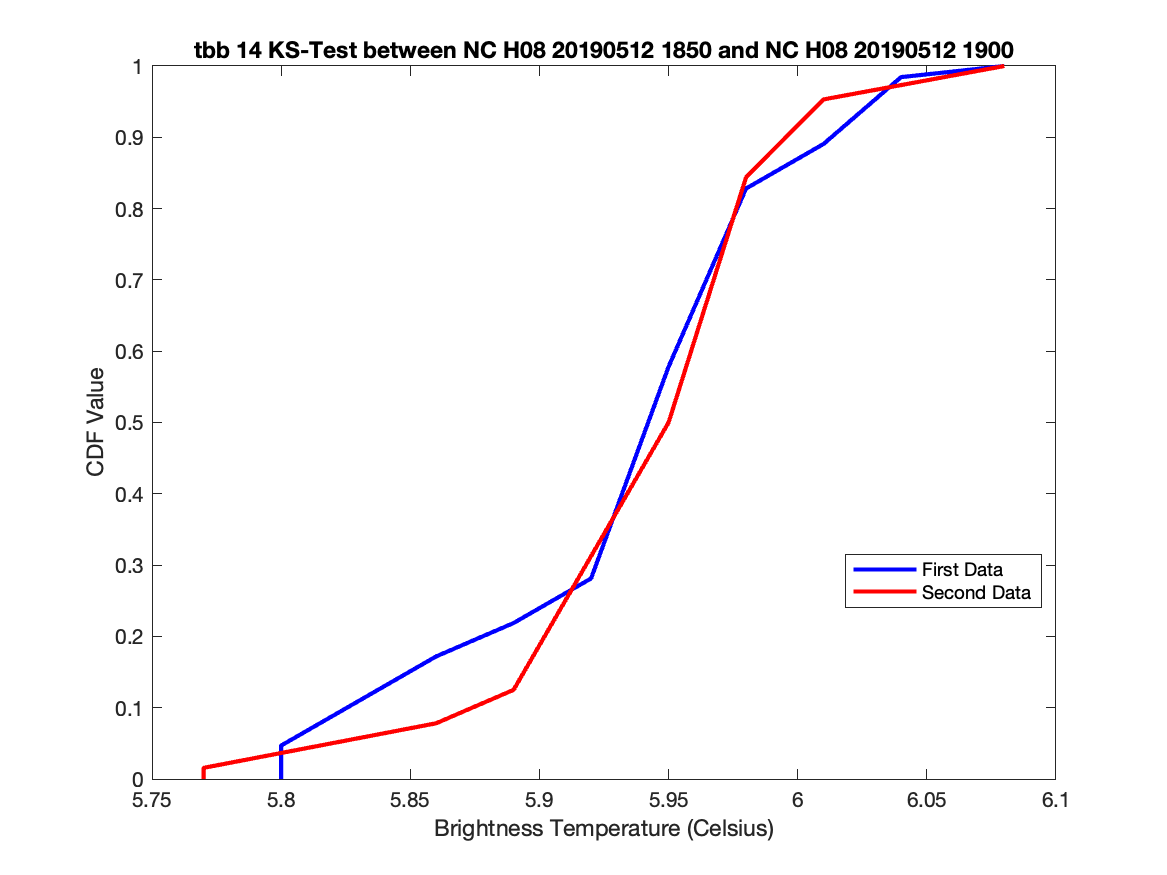 tbb 14 KS-Test between NC H08 20190512 1850 and NC H08 20190512 1900
1
0.9
0.8
0.7
0.6
0.5
0.4
0.3
0.2
0.1
0
CDF Value
First Data
Second Data
5.75 5.8 5.85 5.9 5.95 6 6.05 6.1
Brightness Temperature (Celsius)